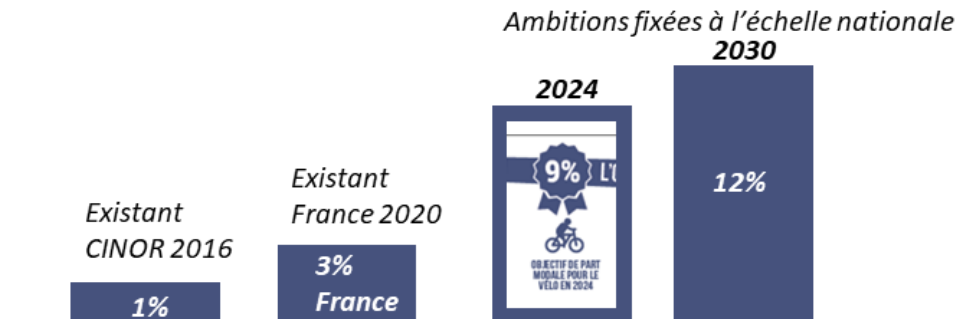 Ambitions fixées à l'échelle nationale
2030
2024
Existant
France 2020
Existant
CINOR 2016
9%
12%
3%
France
1%
OBJECTIF DE PART
MODALE POUR LE
VÉLO EN 2024